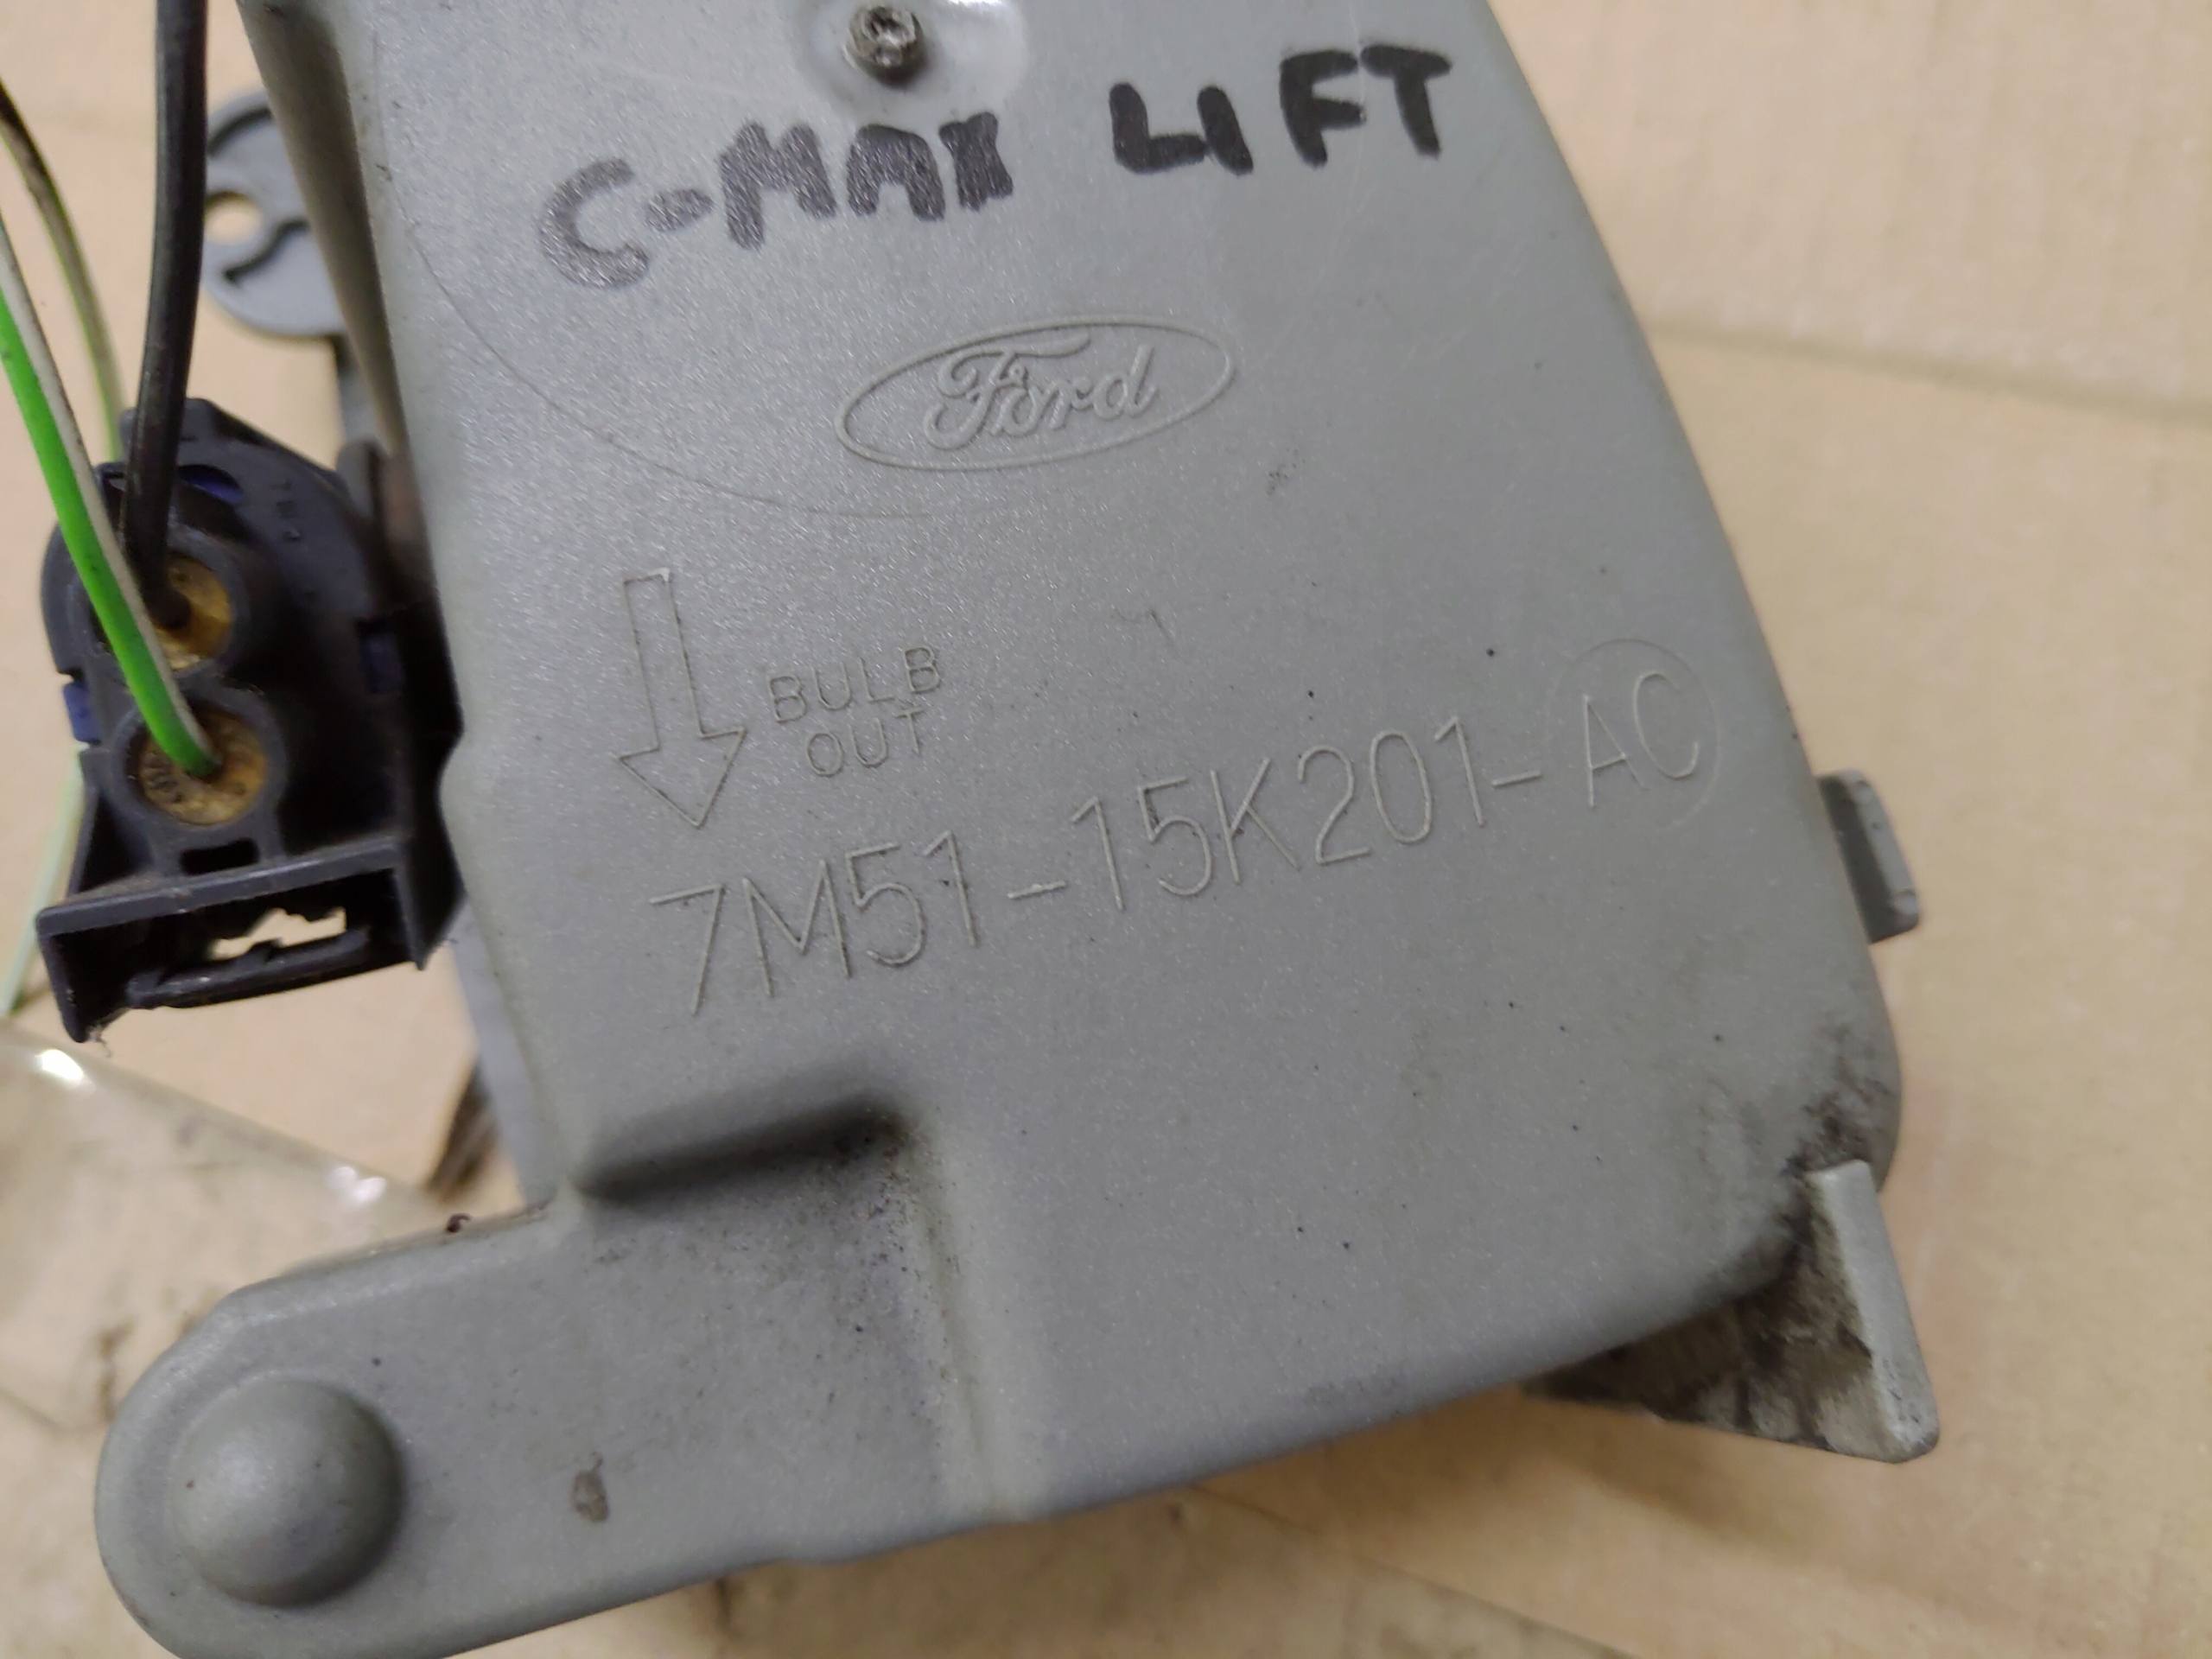 C-MAX LIFT
Ford
BULB
OUT
7M51-15K201-AC